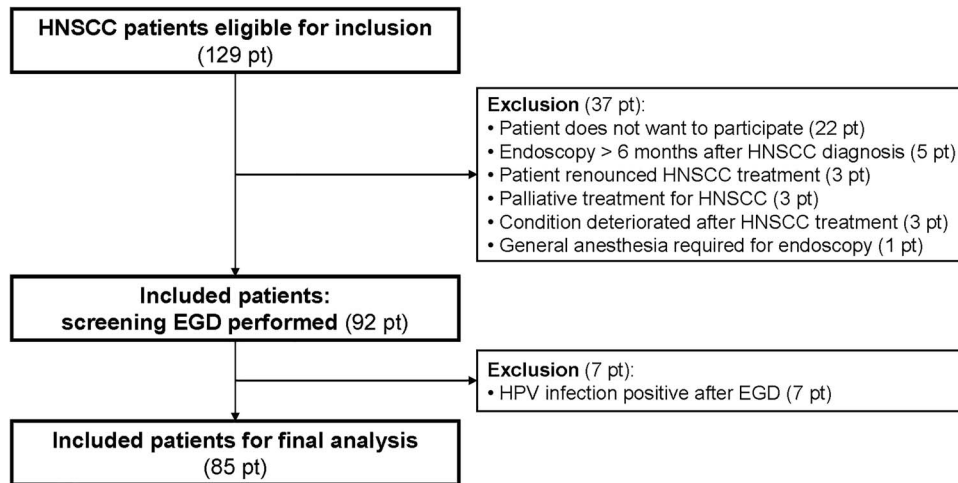 HNSCC patients eligible for inclusion
(129 pt)
Exclusion (37 pt):
• Patient does not want to participate (22 pt)
• Endoscopy > 6 months after HNSCC diagnosis (5 pt)
• Patient renounced HNSCC treatment (3 pt)
• Palliative treatment for HNSCC (3 pt)
• Condition deteriorated after HNSCC treatment (3 pt)
• General anesthesia required for endoscopy (1 pt)
Included patients:
screening EGD performed (92 pt)
Exclusion (7 pt):
• HPV infection positive after EGD (7 pt)
Included patients for final analysis
(85 pt)